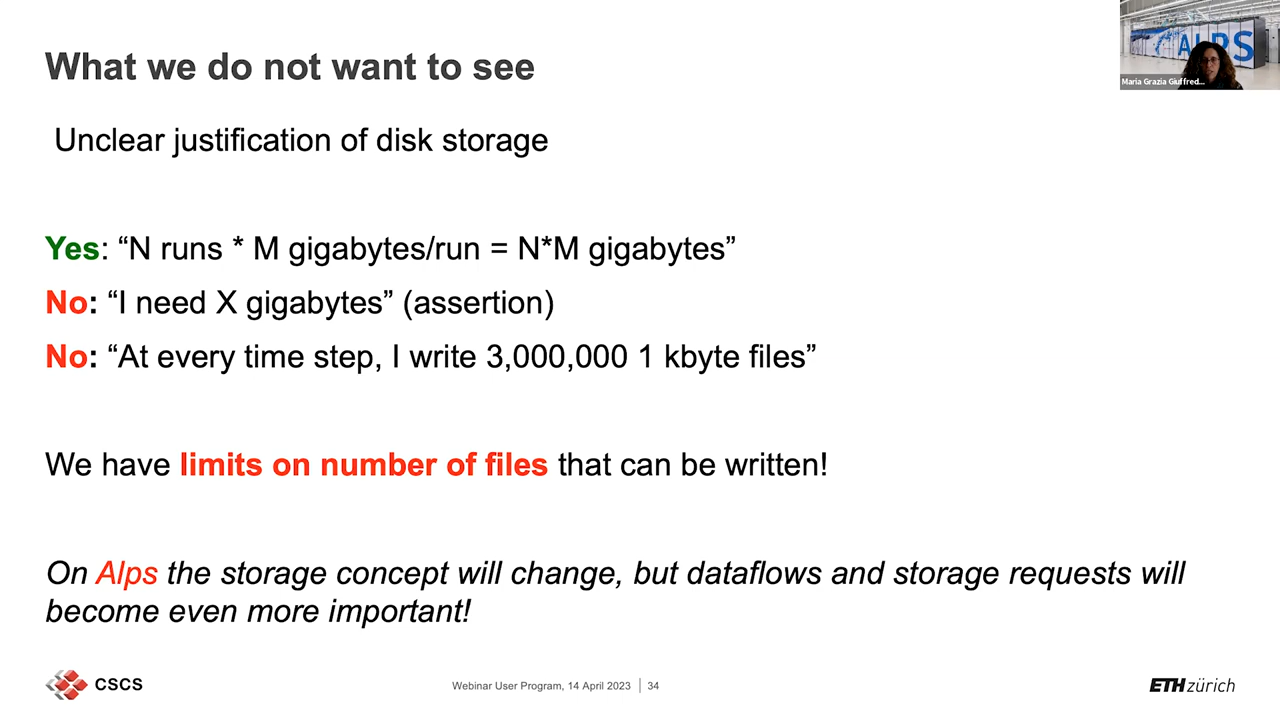 What we do not want to see
ALPS
Maria Grazia Giuffred...
Unclear justification of disk storage
Yes: “N runs * M gigabytes/run = N*M gigabytes”
No: “I need X gigabytes” (assertion)
No: “At every time step, I write 3,000,000 1 kbyte files”
We have limits on number of files that can be written!
On Alps the storage concept will change, but dataflows and storage requests will
become even more important!
CSCS
Webinar User Program, 14 April 2023 | 34
ETH zürich